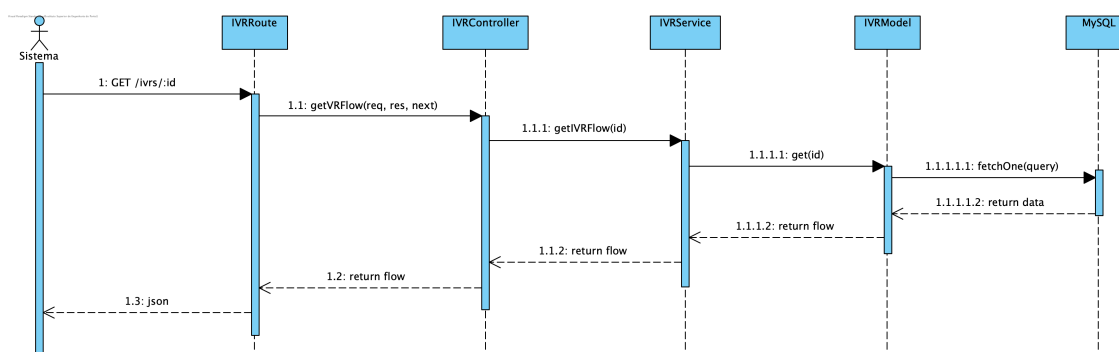 IVRRoute
IVRController
IVRService
IVRModel
MySQL
Sistema
1: GET /ivrs/:id
1.1: getVRFlow(req, res, next)
1.1.1: getIVRFlow(id)
1.1.1.1: get(id)
1.1.1.1.1: fetchOne(query)
1.1.1.1.2: return data
1.1.1.2: return flow
1.1.2: return flow
1.2: return flow
1.3: json